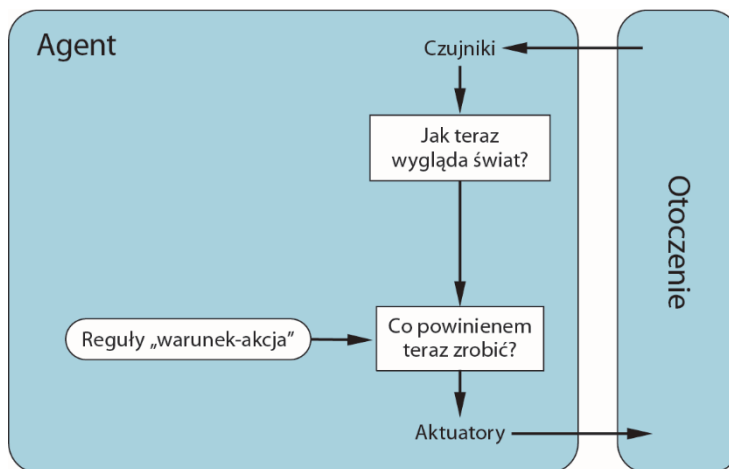 Agent
Czujniki
Jak teraz
wygląda świat?
Otoczenie
Reguły „warunek-akcja”
Co powinienem
teraz zrobić?
Aktuatory